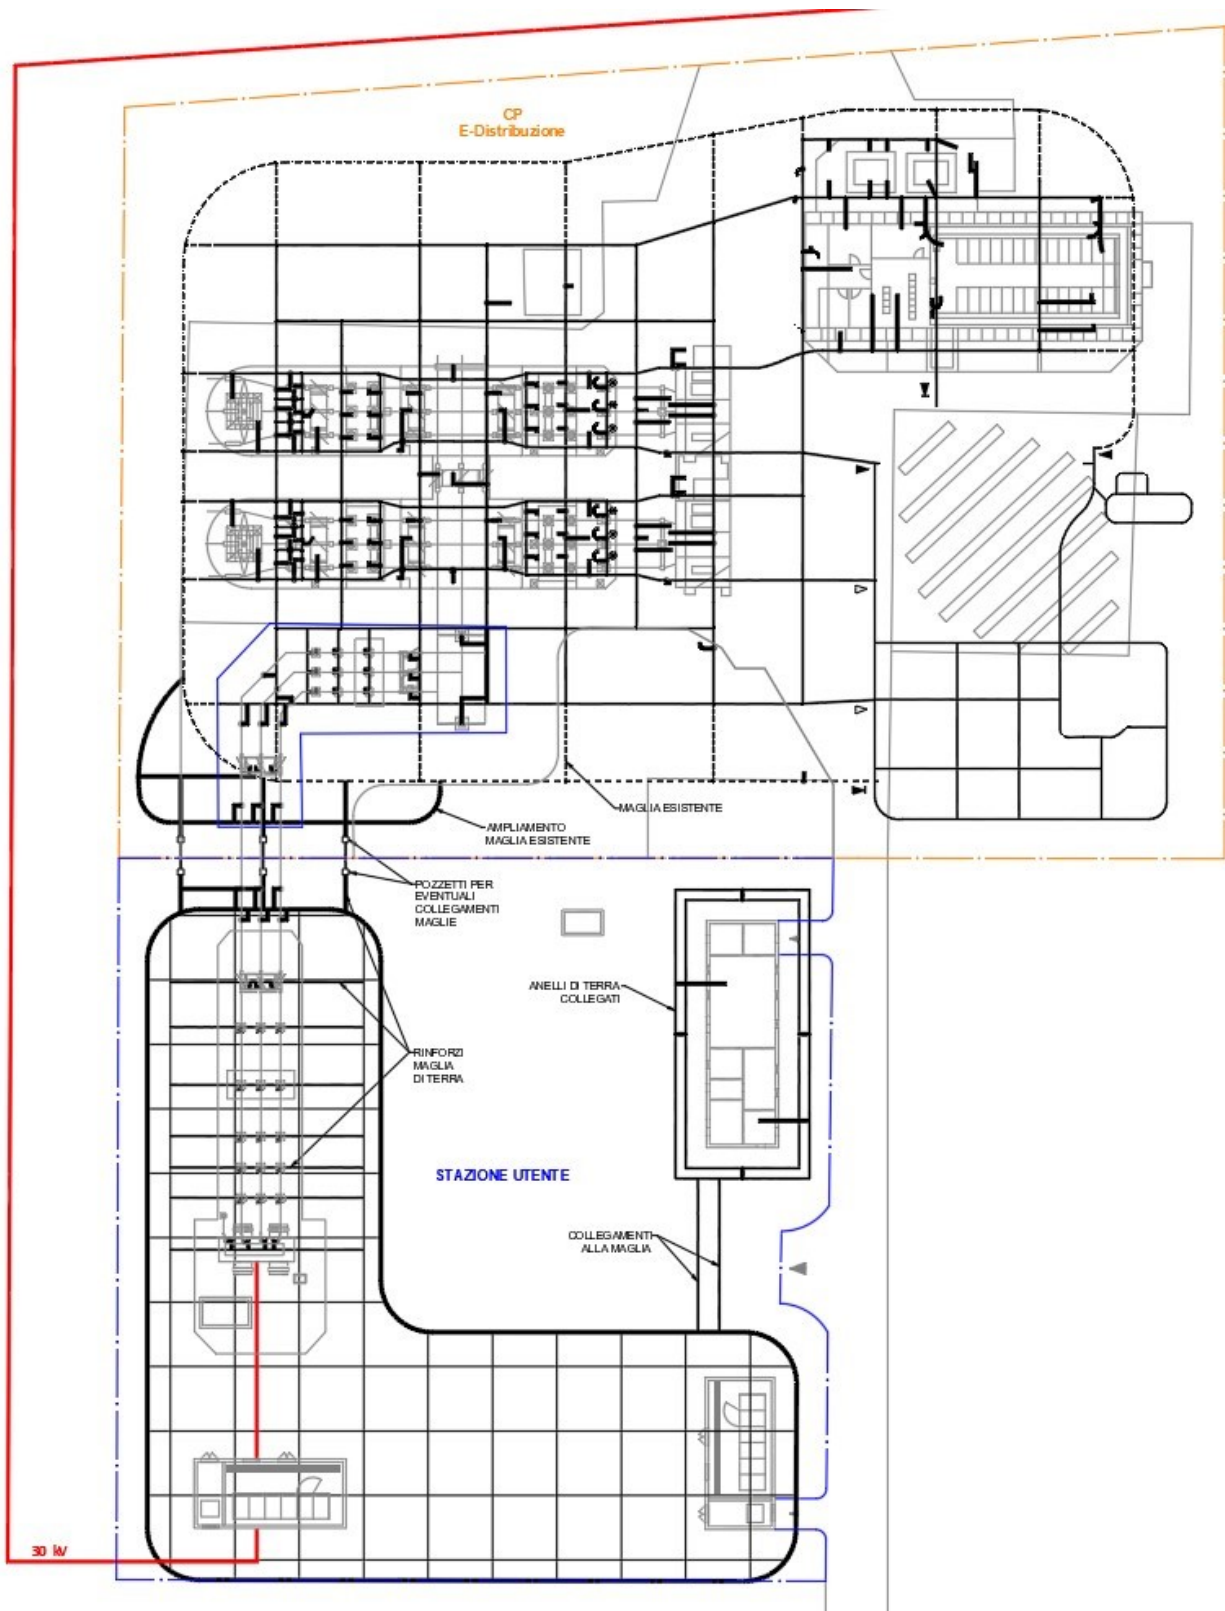 CP
E-Distribuzione
MAGLIA ESISTENTE
AMPLIAMENTO
MAGLIA ESISTENTE
POZZETTI PER
EVENTUALI
COLLEGAMENTI
MAGLIE
ANELLI DI TERRA
COLLEGATI
RINFORZI
MAGLIA
DI TERRA
STAZIONE UTENTE
COLLEGAMENTI
ALLA MAGLIA
30 kV